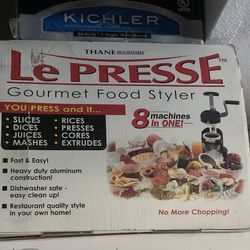 KICHLER
THANE HOUSEWARES
Le PRESSE™
Gourmet Food Styler
YOU PRESS and it...
• SLICES • RICES
• DICES • PRESSES
• JUICES • CORES
• MASHES • EXTRUDES
8 machines
in ONE!
■ Fast & Easy!
■ Heavy duty aluminum
construction!
■ Dishwasher safe -
easy clean up!
■ Restaurant quality style
in your own home!
No More Chopping!